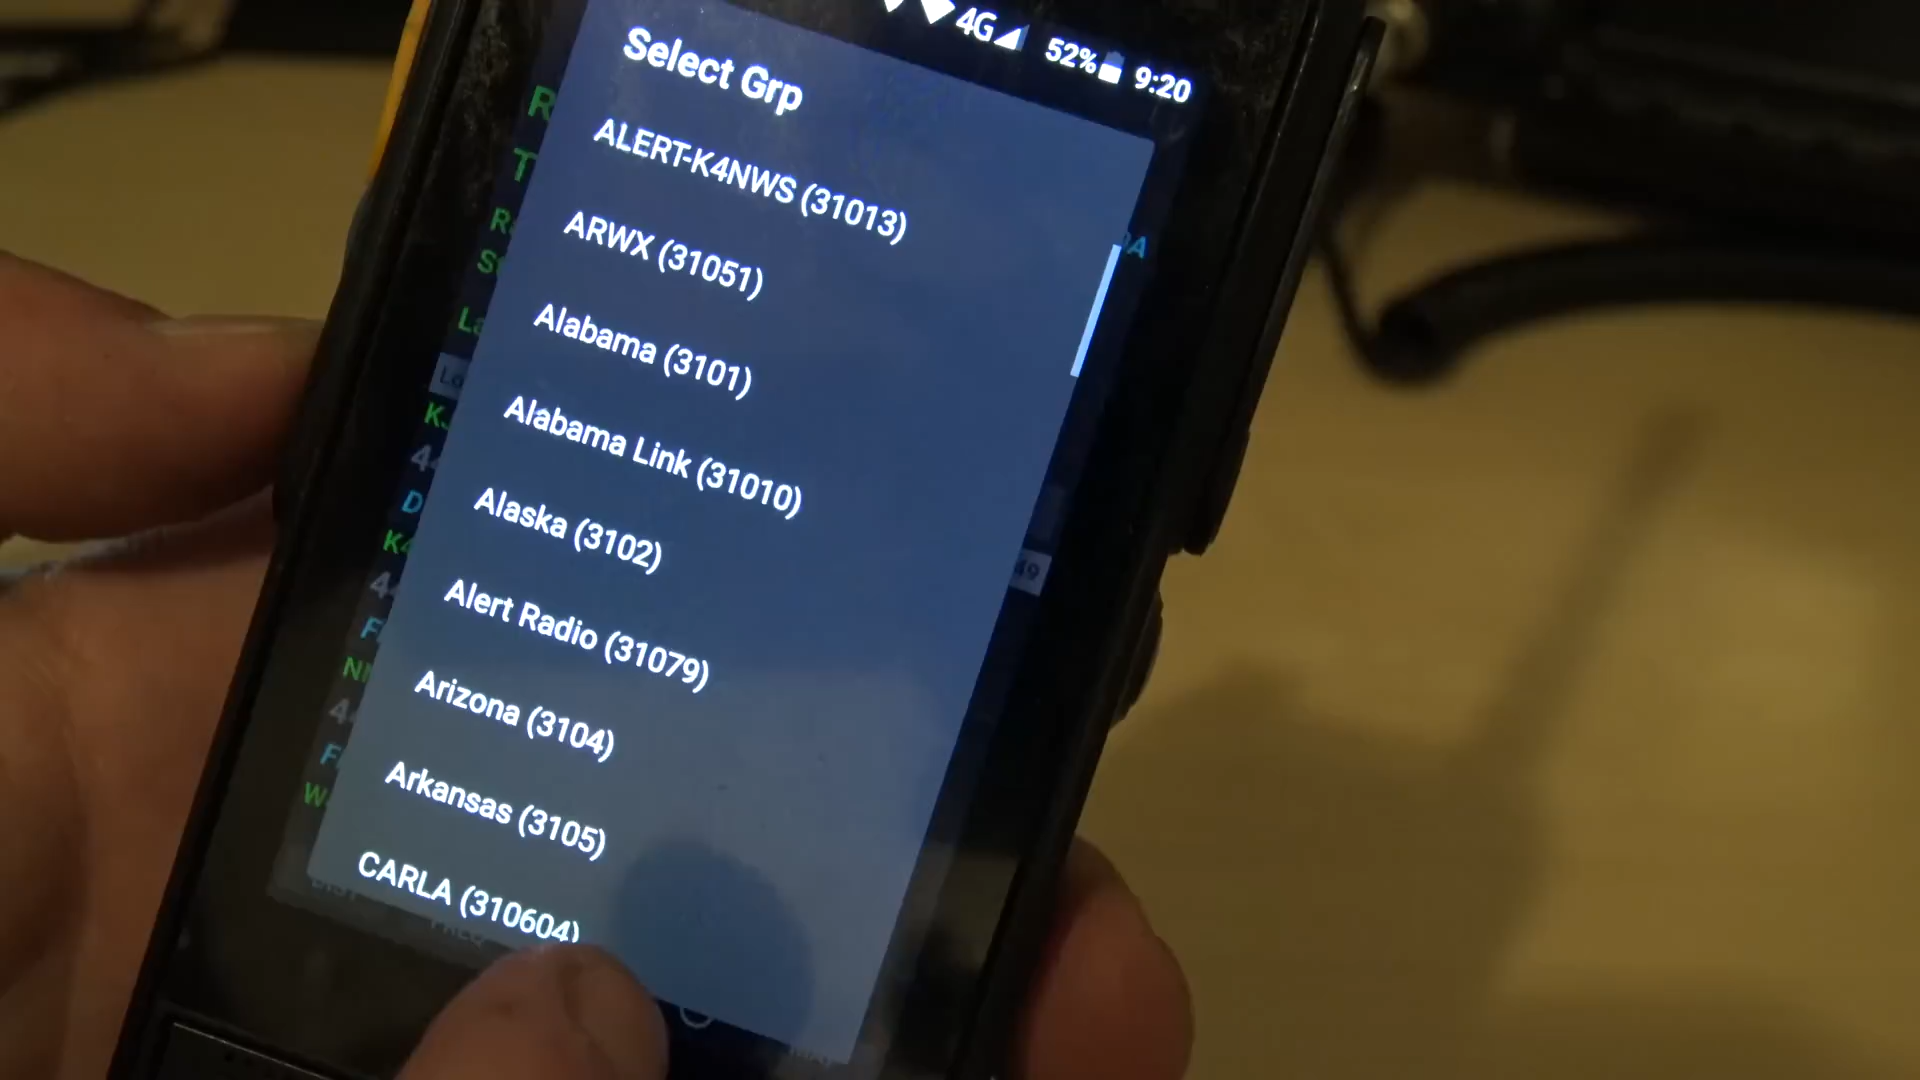 4G 52% 9:20
Select Grp
ALERT-K4NWS (31013)
ARWX (31051)
Alabama (3101)
Alabama Link (31010)
Alaska (3102)
Alert Radio (31079)
Arizona (3104)
Arkansas (3105)
CARLA (310604)